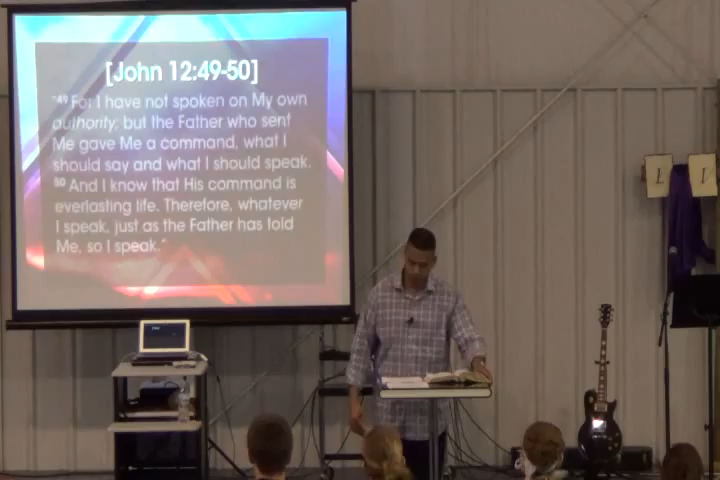 [John 12:49-50]
"49 For I have not spoken on My own
authority; but the Father who sent
Me gave Me a command, what I
should say and what I should speak.
50 And I know that His command is
everlasting life. Therefore, whatever
I speak, just as the Father has told
Me, so I speak."
L V